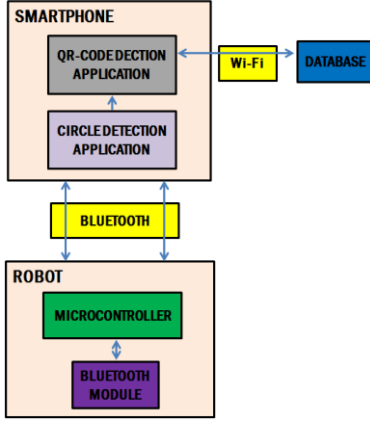 SMARTPHONE
QR-CODE DECTION
APPLICATION
Wi-Fi
DATABASE
CIRCLE DETECTION
APPLICATION
BLUETOOTH
ROBOT
MICROCONTROLLER
BLUETOOTH
MODULE